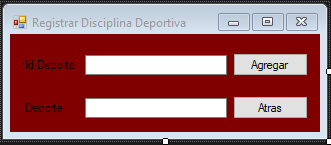 Registrar Disciplina Deportiva
Id Deporte Agregar
Deporte Atras